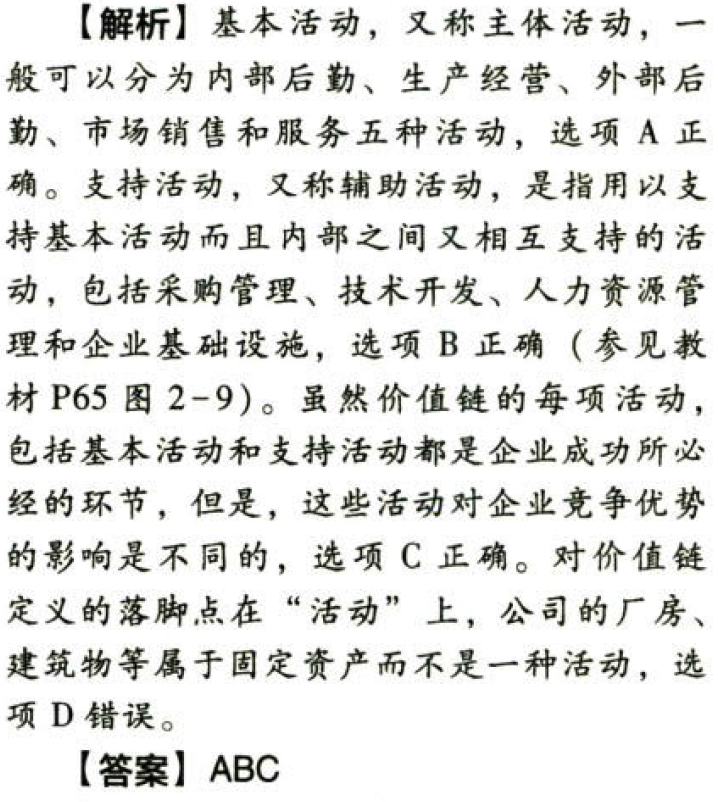 【解析】基本活动，又称主体活动，一
般可以分为内部后勤、生产经营、外部后
勤、市场销售和服务五种活动，选项 A 正
确。支持活动，又称辅助活动，是指用以支
持基本活动而且内部之间又相互支持的活
动，包括采购管理、技术开发、人力资源管
理和企业基础设施，选项 B 正确（参见教
材 P65 图 2-9）。虽然价值链的每项活动，
包括基本活动和支持活动都是企业成功所必
经的环节，但是，这些活动对企业竞争优势
的影响是不同的，选项 C 正确。对价值链
定义的落脚点在“活动”上，公司的厂房、
建筑物等属于固定资产而不是一种活动，选
项 D 错误。
【答案】ABC